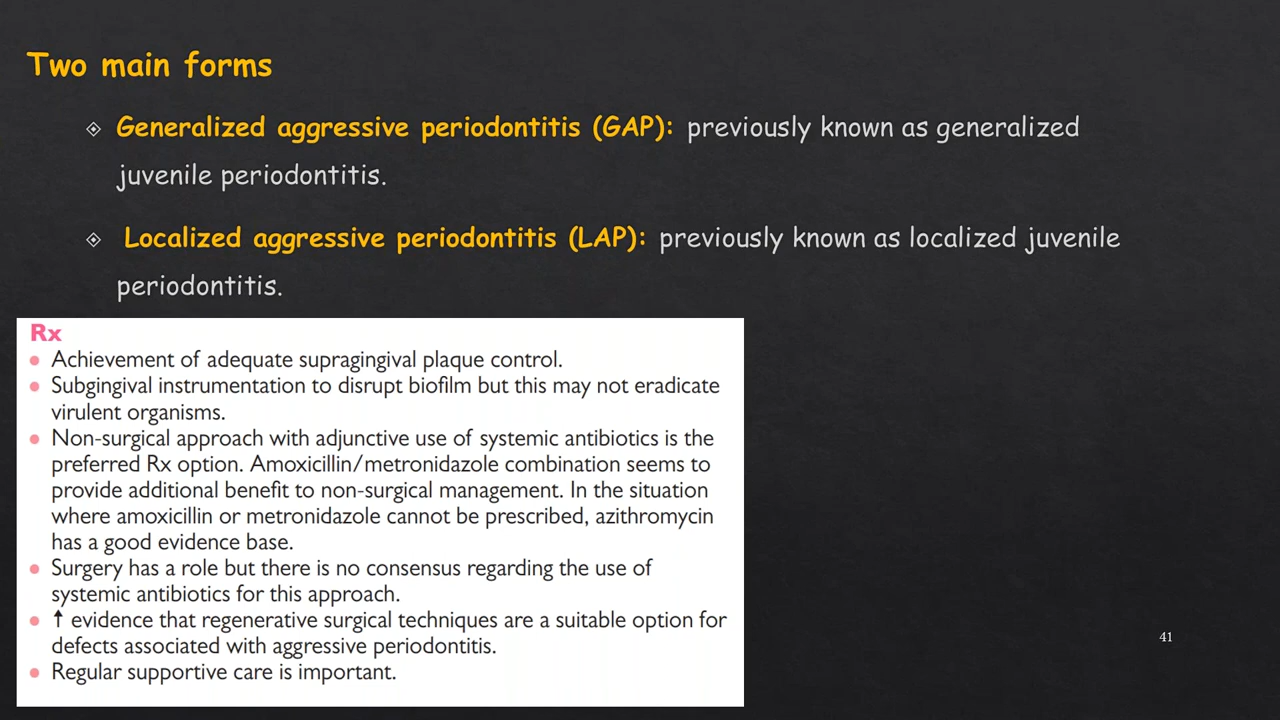 Two main forms
Generalized aggressive periodontitis (GAP): previously known as generalized
juvenile periodontitis.
Localized aggressive periodontitis (LAP): previously known as localized juvenile
periodontitis.
Rx
• Achievement of adequate supragingival plaque control.
• Subgingival instrumentation to disrupt biofilm but this may not eradicate
virulent organisms.
• Non-surgical approach with adjunctive use of systemic antibiotics is the
preferred Rx option. Amoxicillin/metronidazole combination seems to
provide additional benefit to non-surgical management. In the situation
where amoxicillin or metronidazole cannot be prescribed, azithromycin
has a good evidence base.
• Surgery has a role but there is no consensus regarding the use of
systemic antibiotics for this approach.
• ↑ evidence that regenerative surgical techniques are a suitable option for
defects associated with aggressive periodontitis.
• Regular supportive care is important.
41